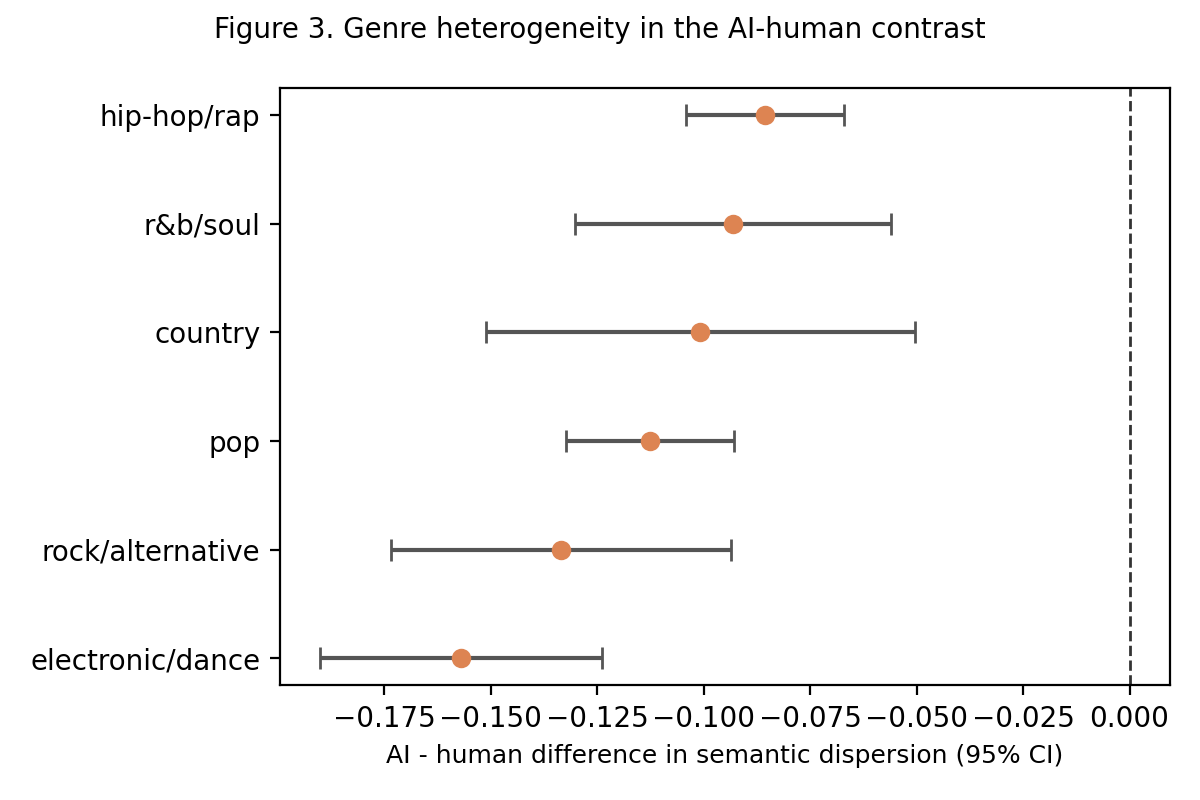 Figure 3. Genre heterogeneity in the AI-human contrast
hip-hop/rap
r&b/soul
country
pop
rock/alternative
electronic/dance
−0.175 −0.150 −0.125 −0.100 −0.075 −0.050 −0.025 0.000
AI - human difference in semantic dispersion (95% CI)